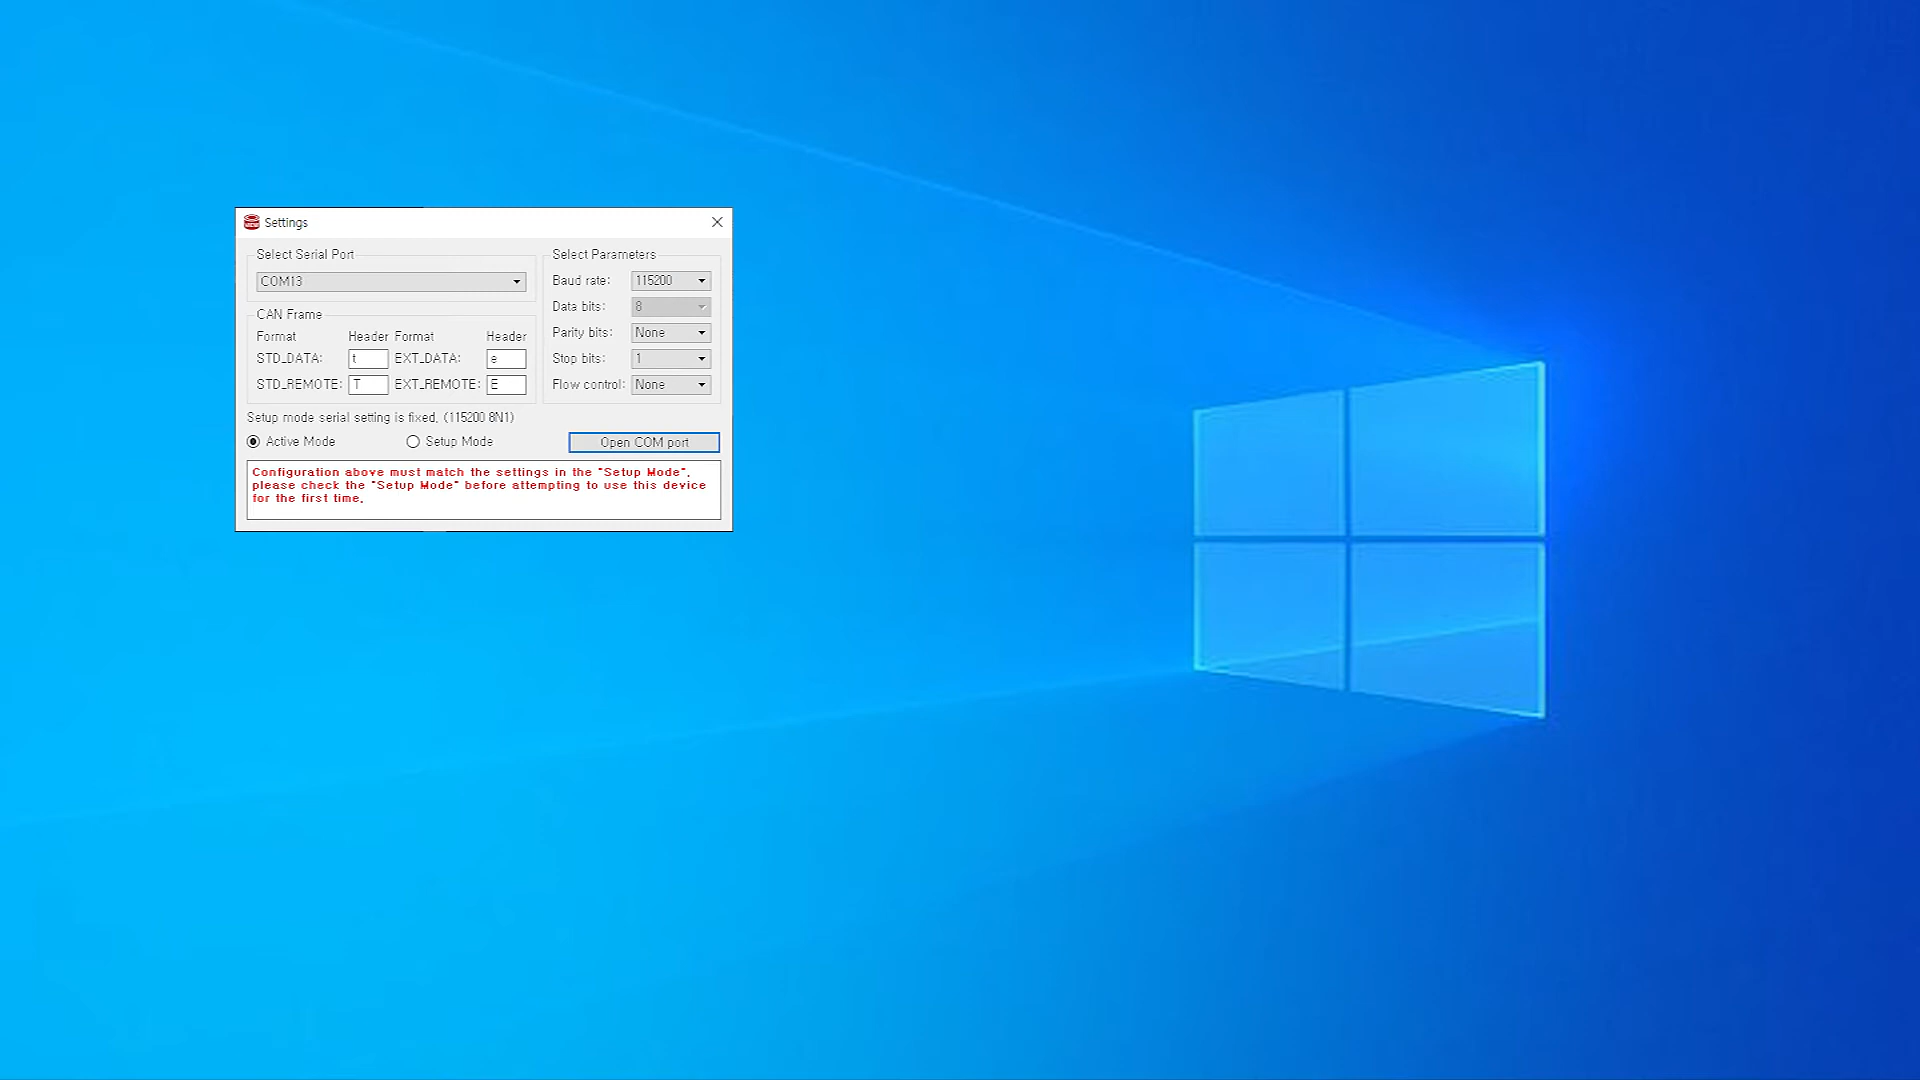 Settings
Select Serial Port
COM13
CAN Frame
Format Header Format Header
STD_DATA: t EXT_DATA: e
STD_REMOTE: T EXT_REMOTE: E
Select Parameters
Baud rate: 115200
Data bits: 8
Parity bits: None
Stop bits: 1
Flow control: None
Setup mode serial setting is fixed, (115200 8N1)
Active Mode Setup Mode Open COM port
Configuration above must match the settings in the "Setup Mode",
please check the "Setup Mode" before attempting to use this device
for the first time,